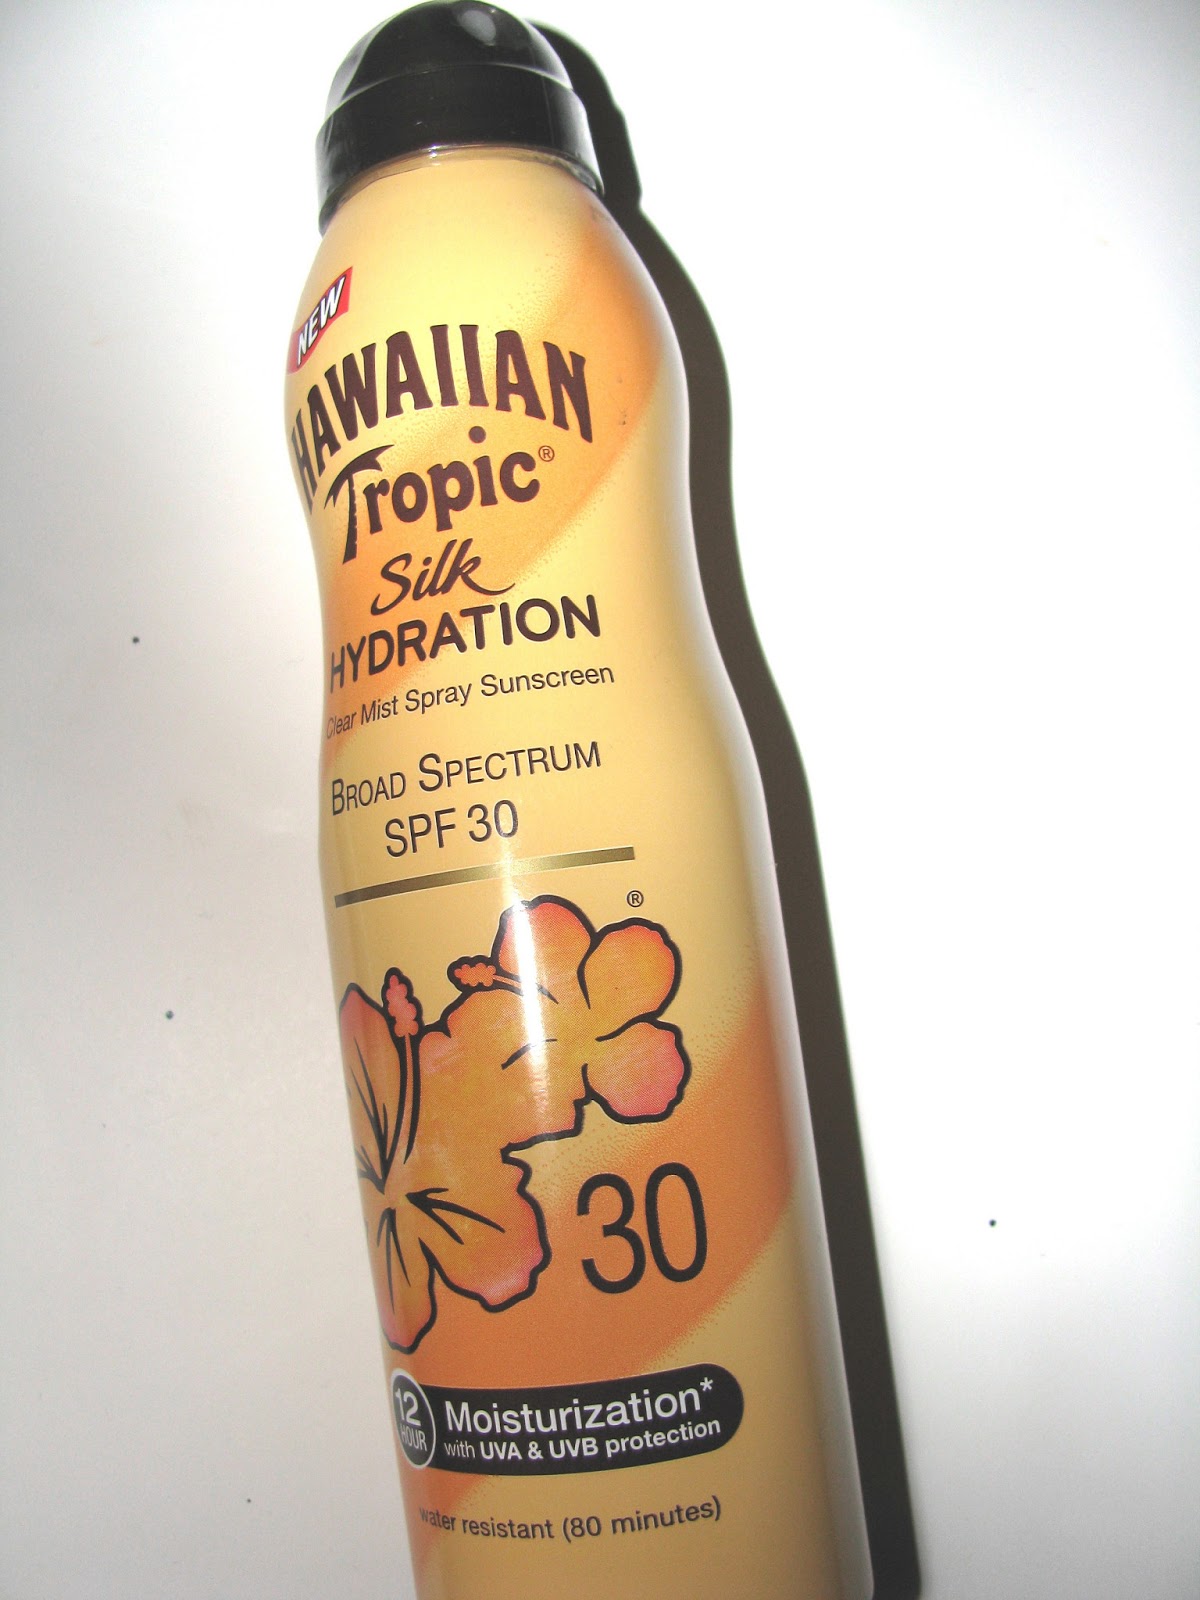 NEW
HAWAIIAN
Tropic®
Silk
HYDRATION
Clear Mist Spray Sunscreen
BROAD SPECTRUM
SPF 30
®
30
12 HOUR
Moisturization*
with UVA & UVB protection
water resistant (80 minutes)